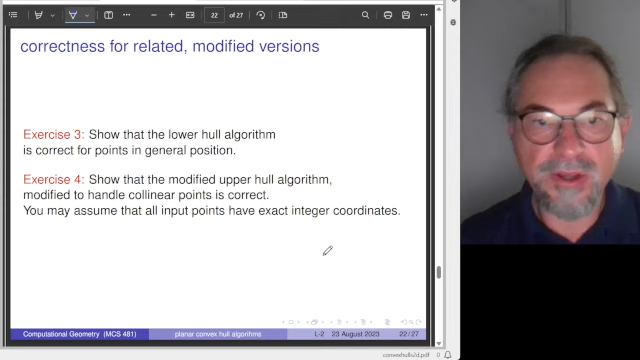 22
of 27
correctness for related, modified versions
Exercise 3: Show that the lower hull algorithm
is correct for points in general position.
Exercise 4: Show that the modified upper hull algorithm,
modified to handle collinear points is correct.
You may assume that all input points have exact integer coordinates.
Computational Geometry (MCS 481)
planar convex hull algorithms
L-2 23 August 2023
22 / 27
convexhulls2d.pdf
0